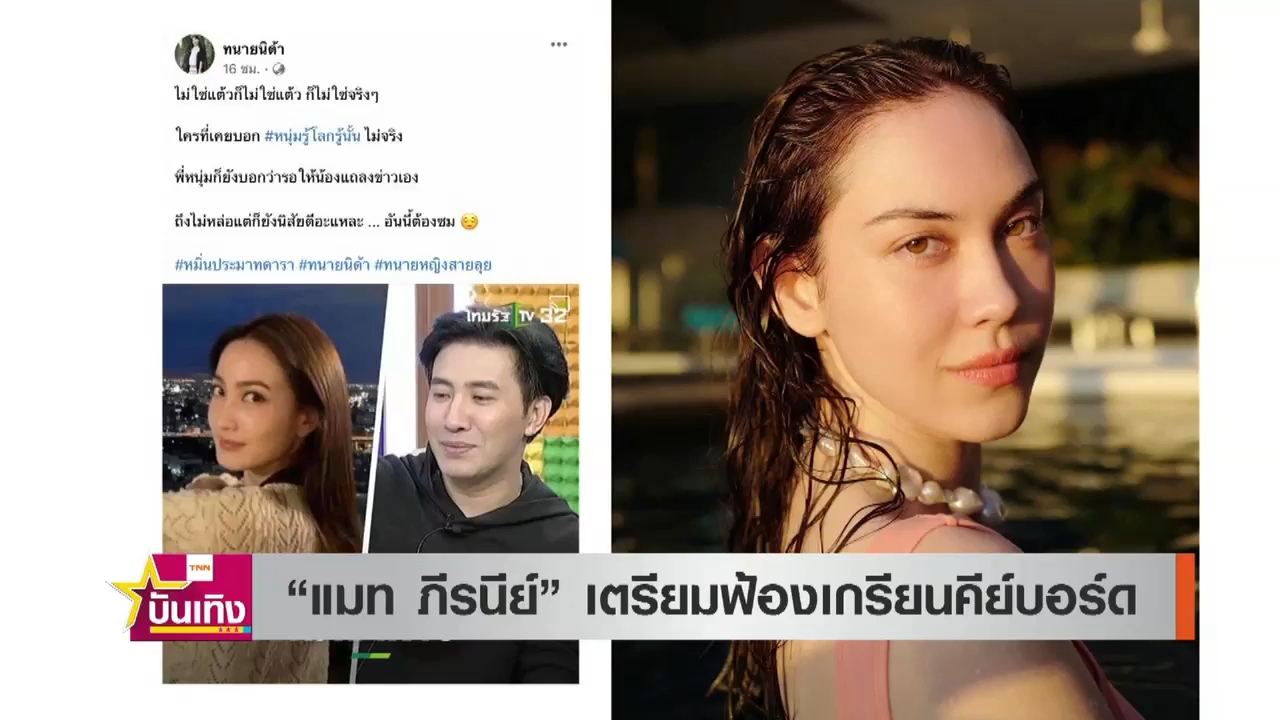 ทนายนิด้า
16 ชม.
ไม่ใช่แต้วก็ไม่ใช่แต้ว ก็ไม่ใช่จริงๆ
ใครที่เคยบอก #หนุ่มรู้โลกรู้นั้น ไม่จริง
พี่หนุ่มก็ยังบอกว่ารอให้น้องแถลงข่าวเอง
ถึงไม่หล่อแต่ก็ยังนิสัยดีอะแหละ ... อันนี้ต้องชม 😌
#หมิ่นประมาทดารา #ทนายนิด้า #ทนายหญิงสายลุย
ไทยรัฐ TV 32
TNN
บันเทิง
“แมท ภีรนีย์” เตรียมฟ้องเกรียนคีย์บอร์ด